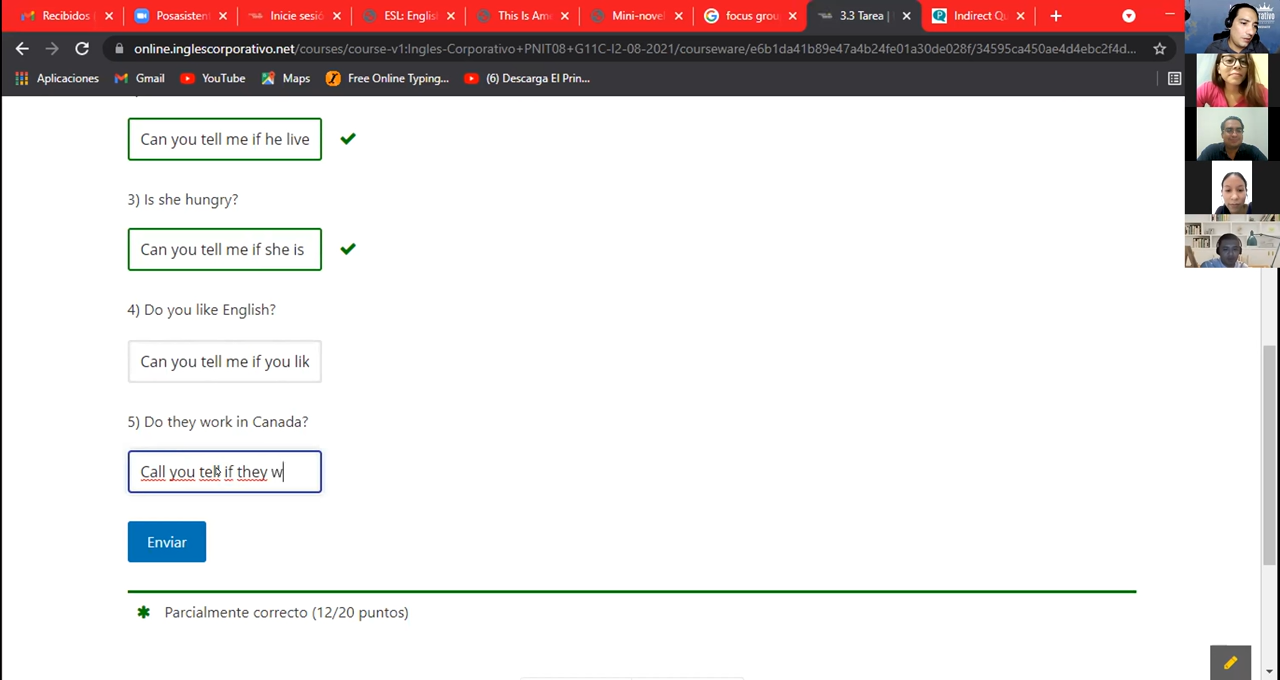 Recibidos
Posasisten
Inicie sesió
ESL: Englis
This Is Am
Mini-nove
focus grou
3.3 Tarea |
Indirect Qu
online.inglescorporativo.net/courses/course-v1:Ingles-Corporativo+PNIT08+G11C-I2-08-2021/courseware/e6b1da41b89e47a4b24fe01a30de028f/34595ca450ae4d4ebc2f4d...
Aplicaciones
Gmail
YouTube
Maps
Free Online Typing...
(6) Descarga El Prin...
Can you tell me if he live
3) Is she hungry?
Can you tell me if she is
4) Do you like English?
Can you tell me if you lik
5) Do they work in Canada?
Call you tell if they w
Enviar
Parcialmente correcto (12/20 puntos)